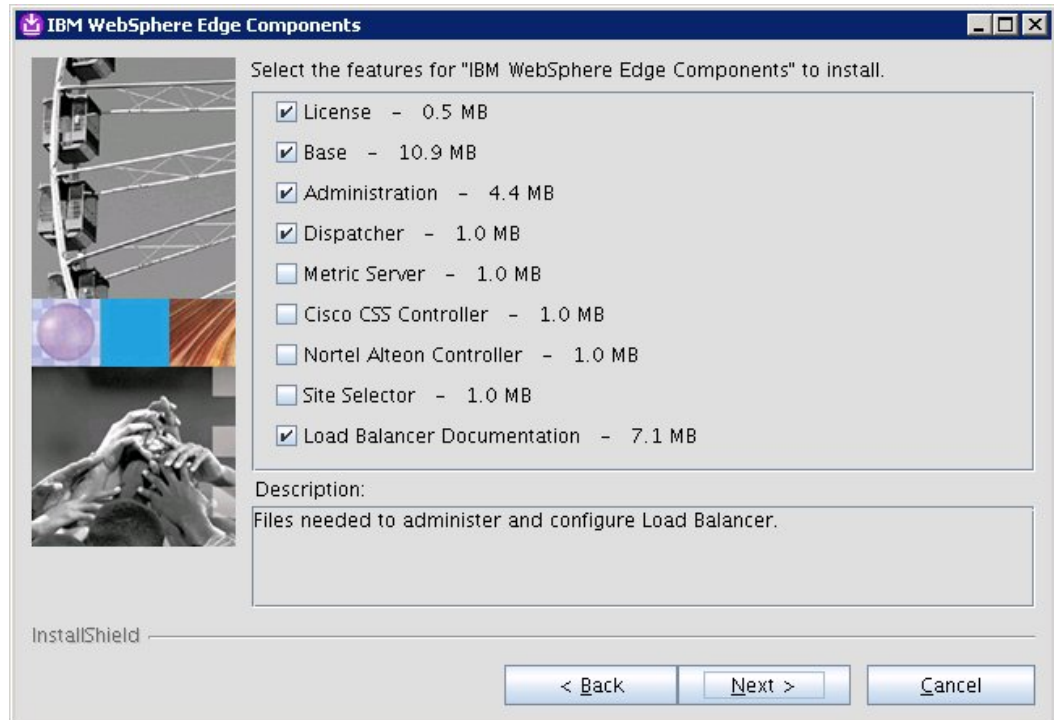 IBM WebSphere Edge Components
Select the features for "IBM WebSphere Edge Components" to install.
License - 0.5 MB
Base - 10.9 MB
Administration - 4.4 MB
Dispatcher - 1.0 MB
Metric Server - 1.0 MB
Cisco CSS Controller - 1.0 MB
Nortel Alteon Controller - 1.0 MB
Site Selector - 1.0 MB
Load Balancer Documentation - 7.1 MB
Description:
Files needed to administer and configure Load Balancer.
InstallShield
< Back Next > Cancel